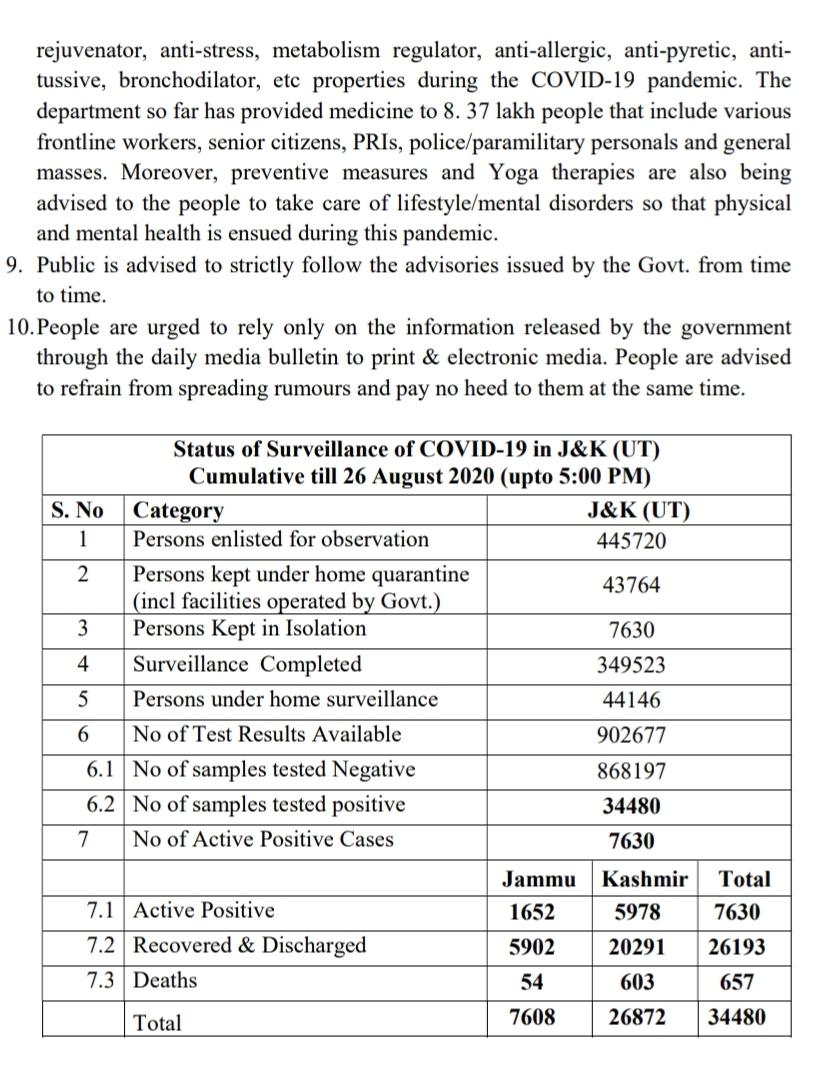 rejuvenator, anti-stress, metabolism regulator, anti-allergic, anti-pyretic, anti-
tussive, bronchodilator, etc properties during the COVID-19 pandemic. The
department so far has provided medicine to 8. 37 lakh people that include various
frontline workers, senior citizens, PRIs, police/paramilitary personals and general
masses. Moreover, preventive measures and Yoga therapies are also being
advised to the people to take care of lifestyle/mental disorders so that physical
and mental health is ensued during this pandemic.
9. Public is advised to strictly follow the advisories issued by the Govt. from time
to time.
10. People are urged to rely only on the information released by the government
through the daily media bulletin to print & electronic media. People are advised
to refrain from spreading rumours and pay no heed to them at the same time.
Status of Surveillance of COVID-19 in J&K (UT)
Cumulative till 26 August 2020 (upto 5:00 PM)
S. No Category J&K (UT)
1 Persons enlisted for observation 445720
2 Persons kept under home quarantine
(incl facilities operated by Govt.) 43764
3 Persons Kept in Isolation 7630
4 Surveillance Completed 349523
5 Persons under home surveillance 44146
6 No of Test Results Available 902677
6.1 No of samples tested Negative 868197
6.2 No of samples tested positive 34480
7 No of Active Positive Cases 7630
Jammu Kashmir Total
7.1 Active Positive 1652 5978 7630
7.2 Recovered & Discharged 5902 20291 26193
7.3 Deaths 54 603 657
Total 7608 26872 34480